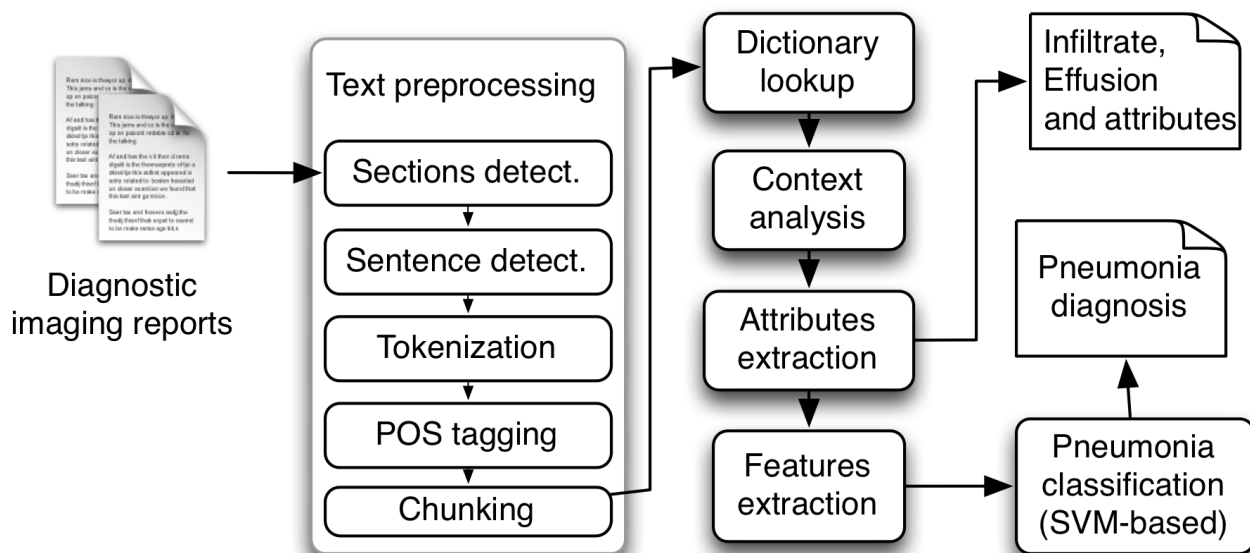 Diagnostic
imaging reports
Text preprocessing
Sections detect.
Sentence detect.
Tokenization
POS tagging
Chunking
Dictionary
lookup
Context
analysis
Attributes
extraction
Features
extraction
Infiltrate,
Effusion
and attributes
Pneumonia
diagnosis
Pneumonia
classification
(SVM-based)